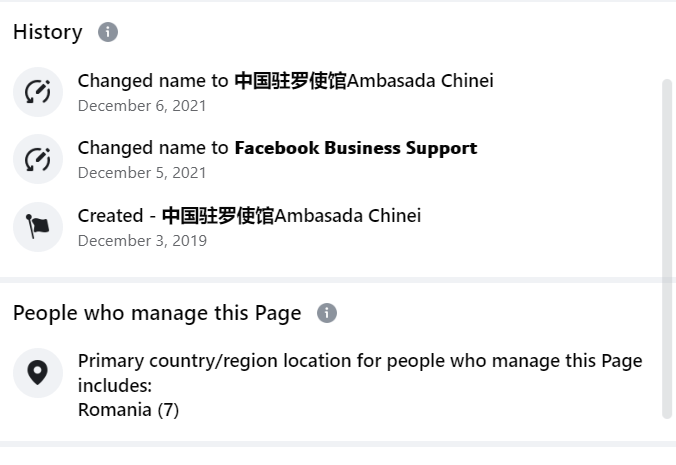 History
Changed name to 中国驻罗使馆Ambasada Chinei
December 6, 2021
Changed name to Facebook Business Support
December 5, 2021
Created - 中国驻罗使馆Ambasada Chinei
December 3, 2019
People who manage this Page
Primary country/region location for people who manage this Page
includes:
Romania (7)